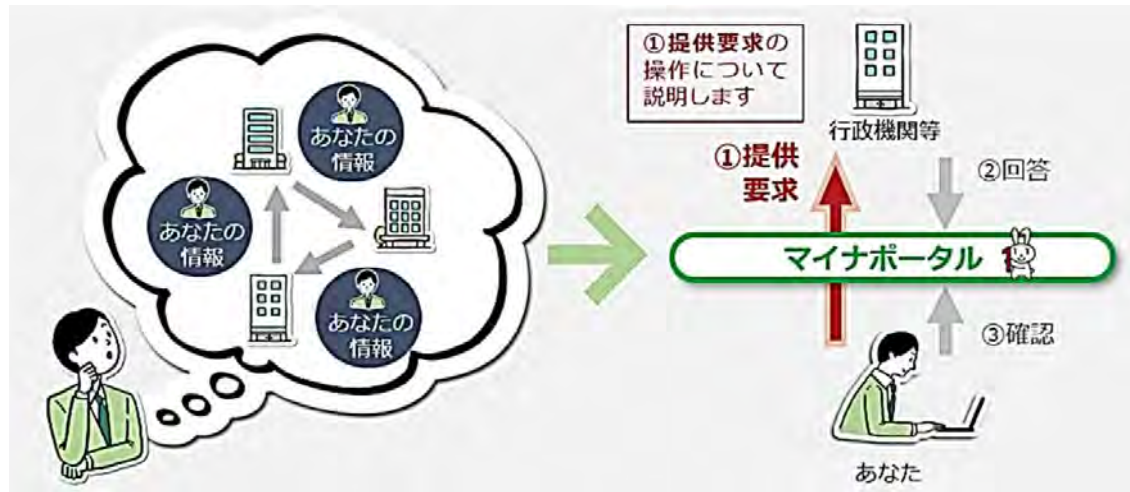 あなたの
情報
あなたの
情報
あなたの
情報
①提供要求の
操作について
説明します
行政機関等
①提供
要求
②回答
マイナポータル
③確認
あなた